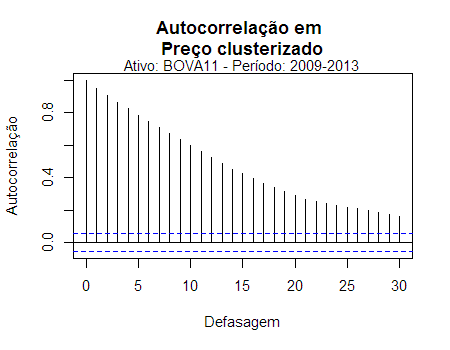 Autocorrelação em
Preço clusterizado
Ativo: BOVA11 - Período: 2009-2013
Autocorrelação
0.8
0.4
0.0
0 5 10 15 20 25 30
Defasagem